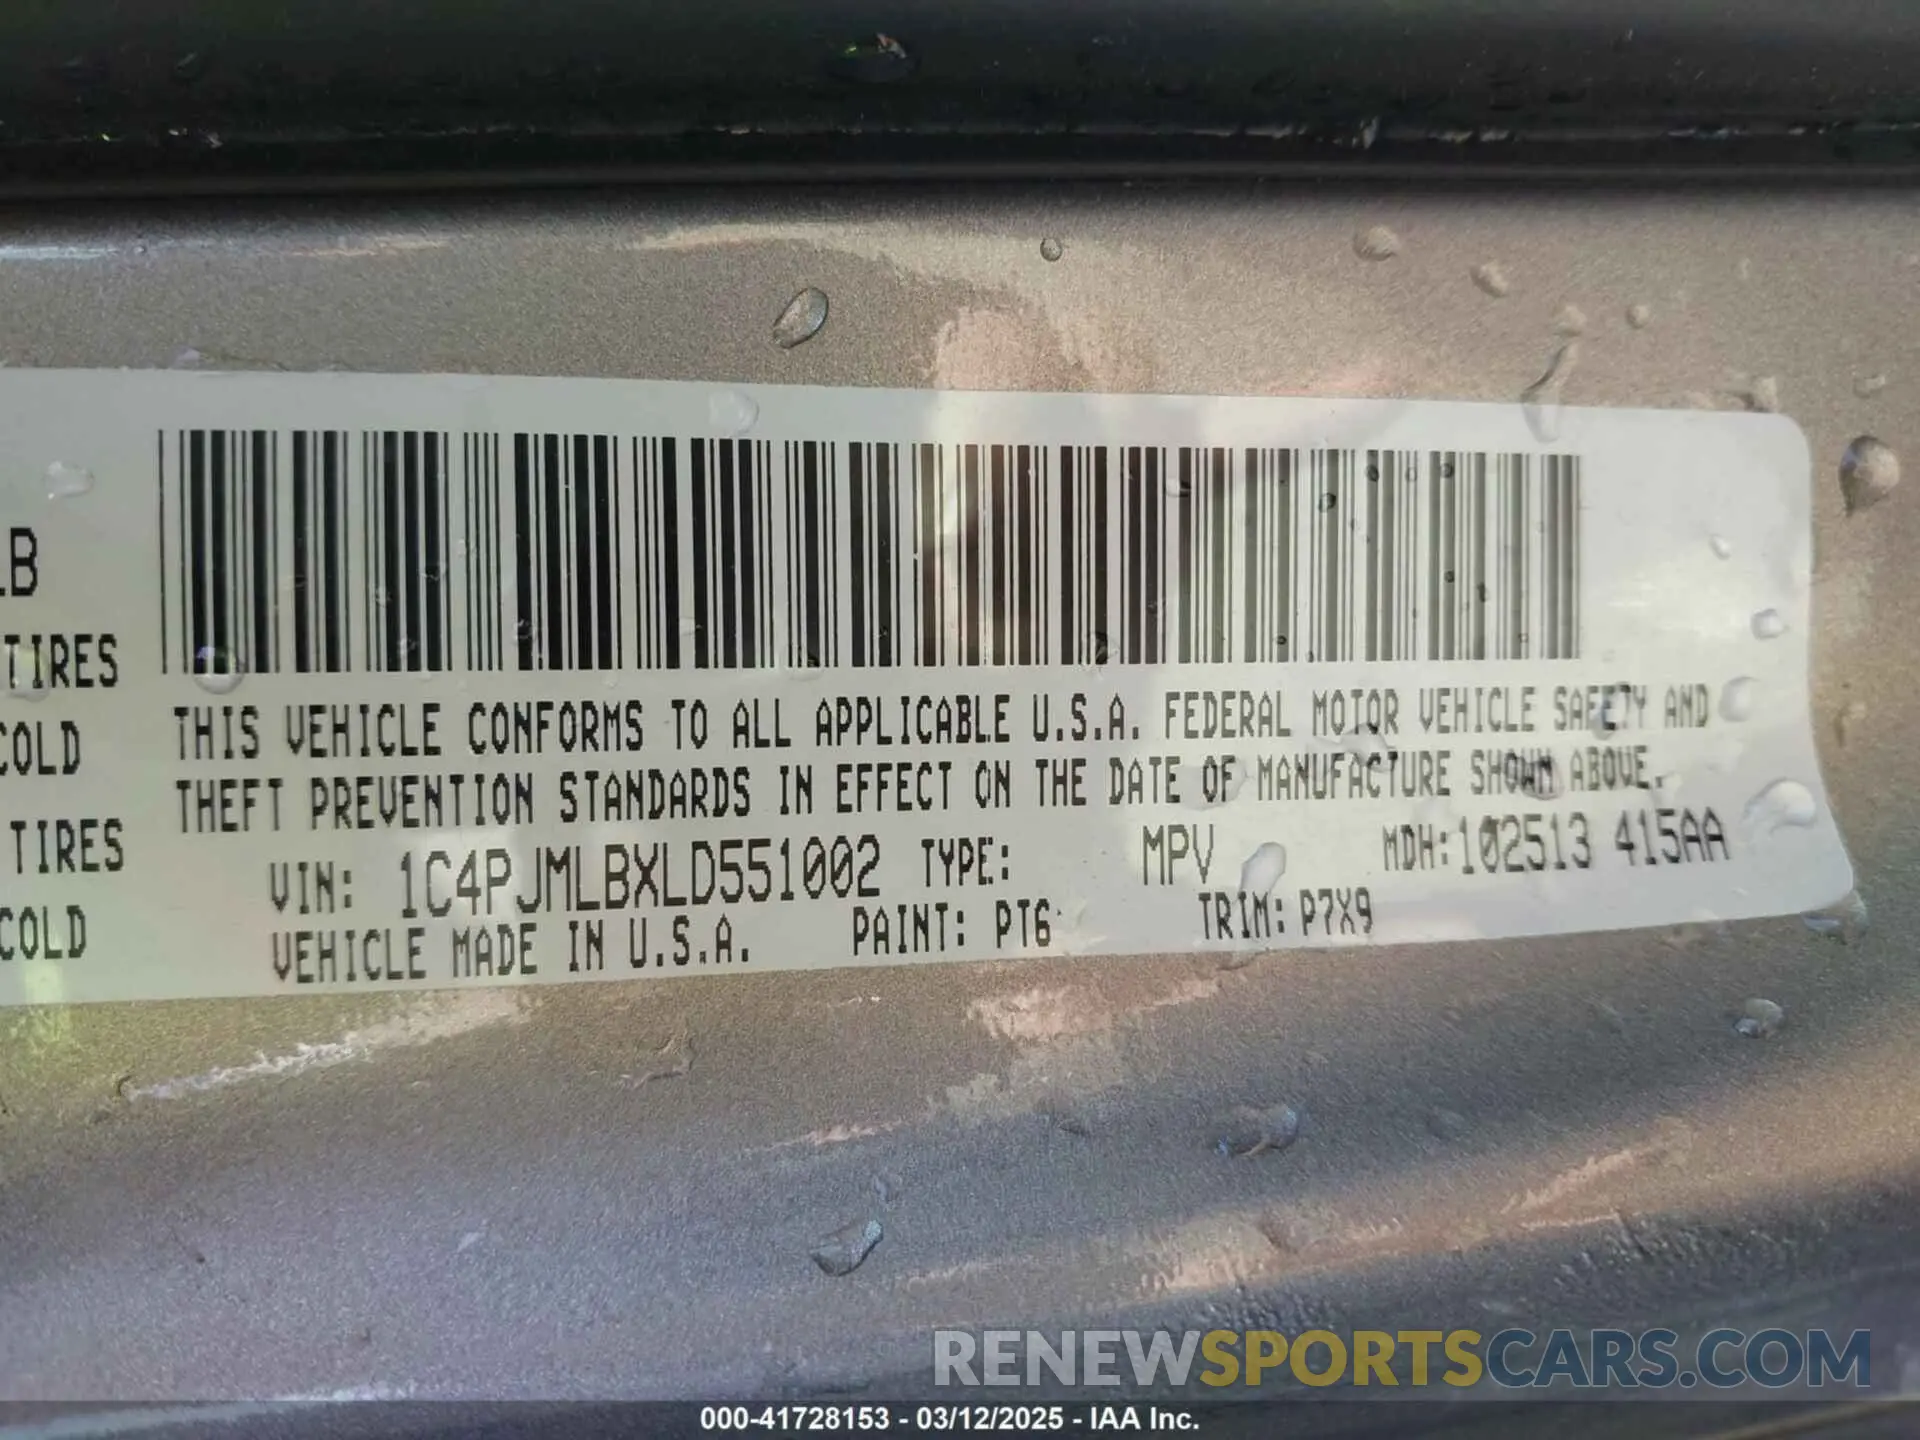 LB
TIRES
COLD
TIRES
COLD
THIS VEHICLE CONFORMS TO ALL APPLICABLE U.S.A. FEDERAL MOTOR VEHICLE SAFETY AND
THEFT PREVENTION STANDARDS IN EFFECT ON THE DATE OF MANUFACTURE SHOWN ABOVE.
VIN: 1C4PJMLBXLD551002 TYPE: MPV MDH:102513 415AA
VEHICLE MADE IN U.S.A. PAINT: PT6 TRIM: P7X9
RENEWSPORTSCARS.COM
000-41728153 - 03/12/2025 - IAA Inc.